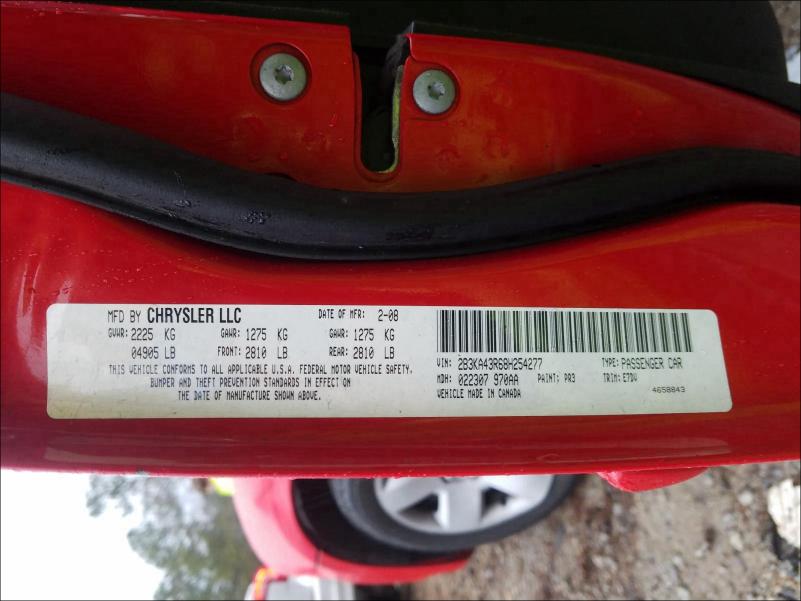 MFD BY CHRYSLER LLC DATE OF MFR: 2-08
GVWR: 2225 KG GAWR: 1275 KG GAWR: 1275 KG
04905 LB FRONT: 2810 LB REAR: 2810 LB
THIS VEHICLE CONFORMS TO ALL APPLICABLE U.S.A. FEDERAL MOTOR VEHICLE SAFETY,
BUMPER AND THEFT PREVENTION STANDARDS IN EFFECT ON
THE DATE OF MANUFACTURE SHOWN ABOVE.
VIN: 2B3KA43R68H254277 TYPE: PASSENGER CAR
MDH: 022307 970AA PAINT: PR3 TRIM: E7DV
VEHICLE MADE IN CANADA 4658843